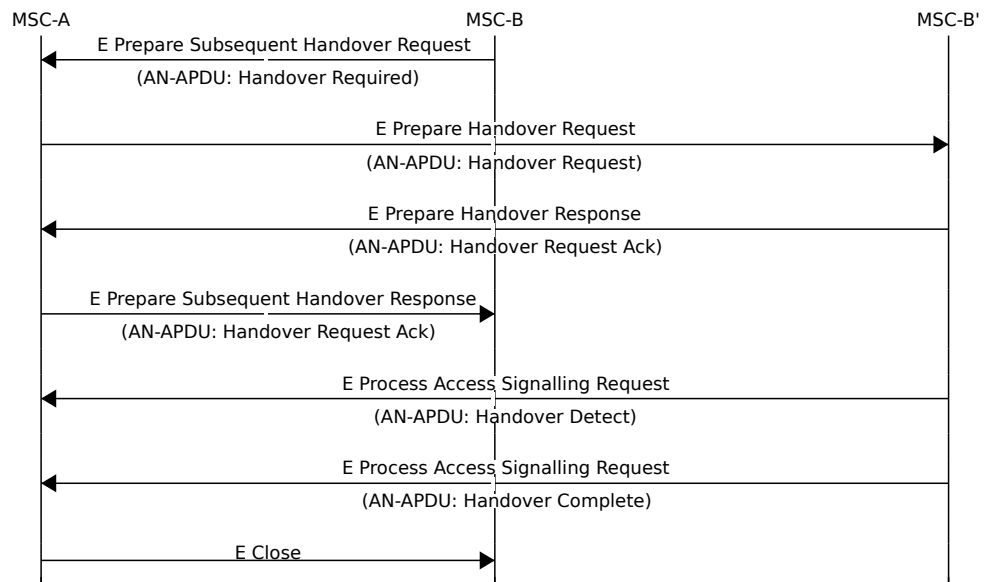 MSC-A MSC-B MSC-B'
E Prepare Subsequent Handover Request
(AN-APDU: Handover Required)
E Prepare Handover Request
(AN-APDU: Handover Request)
E Prepare Handover Response
(AN-APDU: Handover Request Ack)
E Prepare Subsequent Handover Response
(AN-APDU: Handover Request Ack)
E Process Access Signalling Request
(AN-APDU: Handover Detect)
E Process Access Signalling Request
(AN-APDU: Handover Complete)
E Close